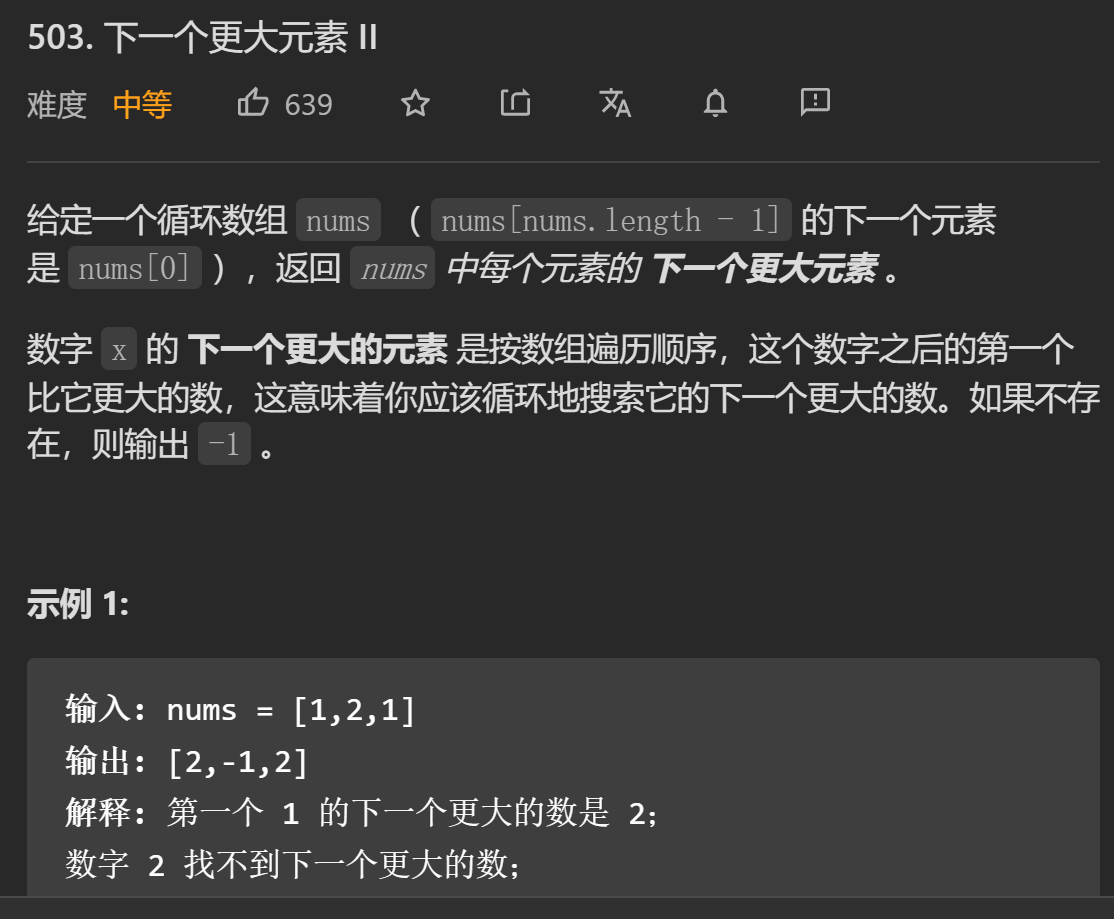 503. 下一个更大元素 II
难度 中等 639
给定一个循环数组 nums （ nums[nums.length - 1] 的下一个元素
是 nums[0] ），返回 nums 中每个元素的 下一个更大元素 。
数字 x 的 下一个更大的元素 是按数组遍历顺序，这个数字之后的第一个
比它更大的数，这意味着你应该循环地搜索它的下一个更大的数。如果不存
在，则输出 -1 。
示例 1:
输入: nums = [1,2,1]
输出: [2,-1,2]
解释: 第一个 1 的下一个更大的数是 2；
数字 2 找不到下一个更大的数；